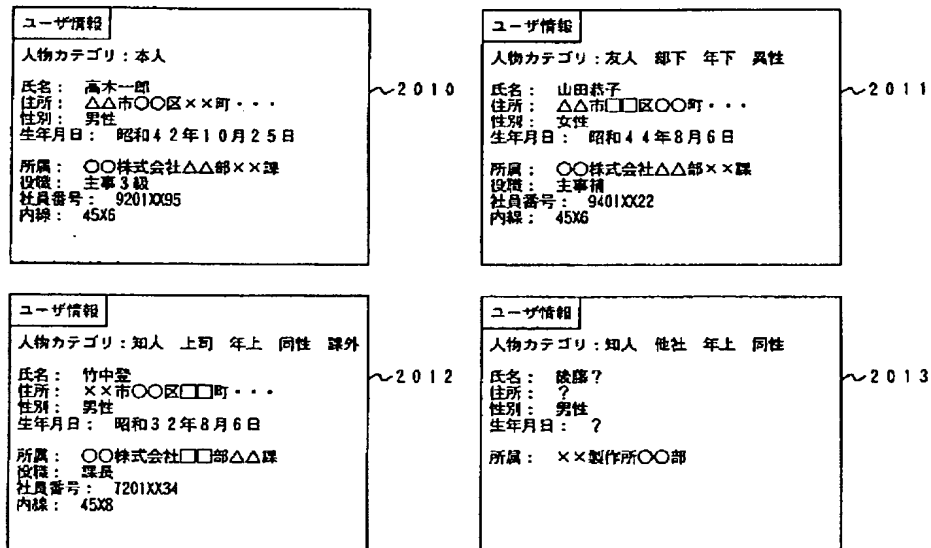 ユーザ情報
人物カテゴリ：本人
氏名： 高木一郎
住所： △△市〇〇区××町・・・
性別： 男性
生年月日： 昭和42年10月25日
所属： 〇〇株式会社△△部××課
役職： 主事3級
社員番号： 9201XX95
内線： 45X6
2010
ユーザ情報
人物カテゴリ：友人 部下 年下 異性
氏名： 山田恭子
住所： △△市□□区〇〇町・・・
性別： 女性
生年月日： 昭和44年8月6日
所属： 〇〇株式会社△△部××課
役職： 主事補
社員番号： 9401XX22
内線： 45X6
2011
ユーザ情報
人物カテゴリ：知人 上司 年上 同性 課外
氏名： 竹中登
住所： ××市〇〇区□□町・・・
性別： 男性
生年月日： 昭和32年8月6日
所属： 〇〇株式会社□□部△△課
役職： 課長
社員番号： 7201XX34
内線： 45X8
2012
ユーザ情報
人物カテゴリ：知人 他社 年上 同性
氏名： 後藤？
住所： ？
性別： 男性
生年月日： ？
所属： ××製作所〇〇部
2013